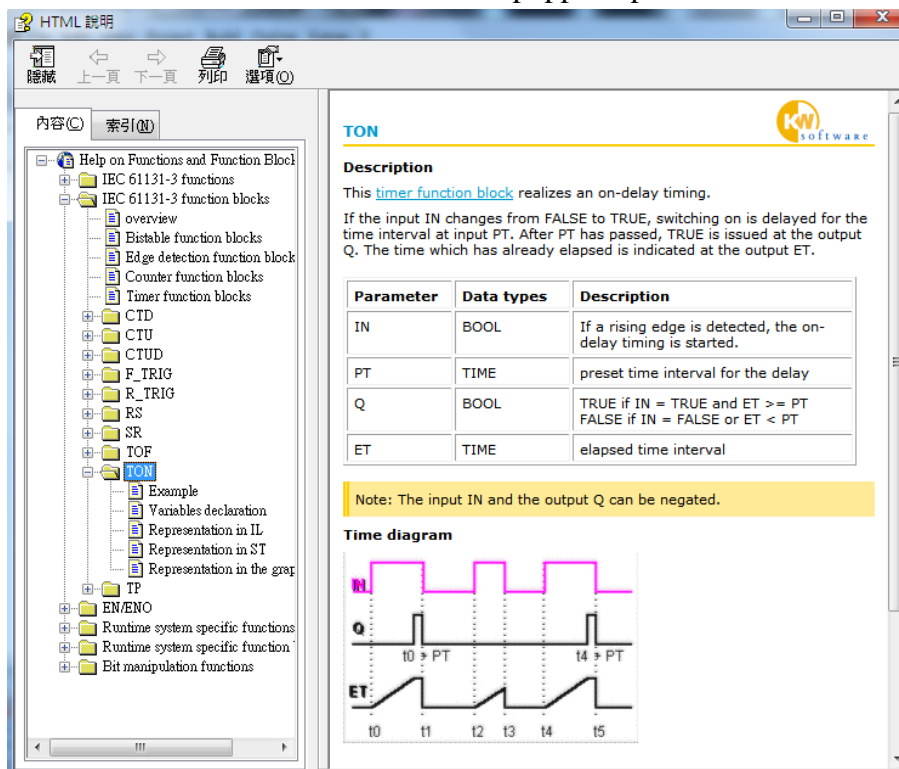 HTML 說明
隱藏 上一頁 下一頁 列印 選項(O)
內容(C) 索引(N)
Help on Functions and Function Block
IEC 61131-3 functions
IEC 61131-3 function blocks
overview
Bistable function blocks
Edge detection function block
Counter function blocks
Timer function blocks
CTD
CTU
CTUD
F_TRIG
R_TRIG
RS
SR
TOF
TON
Example
Variables declaration
Representation in IL
Representation in ST
Representation in the grap
TP
EN/ENO
Runtime system specific functions
Runtime system specific function
Bit manipulation functions
KW software
TON
Description
This timer function block realizes an on-delay timing.
If the input IN changes from FALSE to TRUE, switching on is delayed for the
time interval at input PT. After PT has passed, TRUE is issued at the output
Q. The time which has already elapsed is indicated at the output ET.
Parameter Data types Description
IN BOOL If a rising edge is detected, the on-
delay timing is started.
PT TIME preset time interval for the delay
Q BOOL TRUE if IN = TRUE and ET >= PT
FALSE if IN = FALSE or ET < PT
ET TIME elapsed time interval
Note: The input IN and the output Q can be negated.
Time diagram
IN
Q
t0 + PT t4 + PT
ET
t0 t1 t2 t3 t4 t5